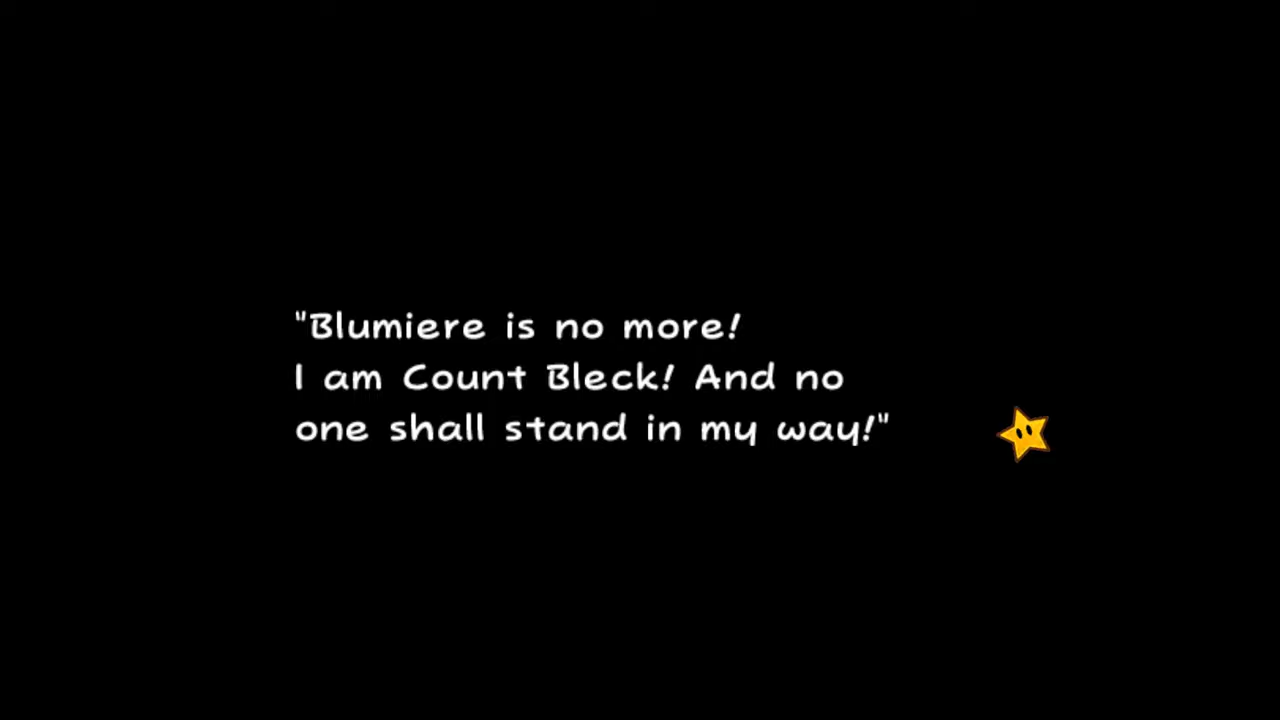 "Blumiere is no more!
I am Count Bleck! And no
one shall stand in my way!"